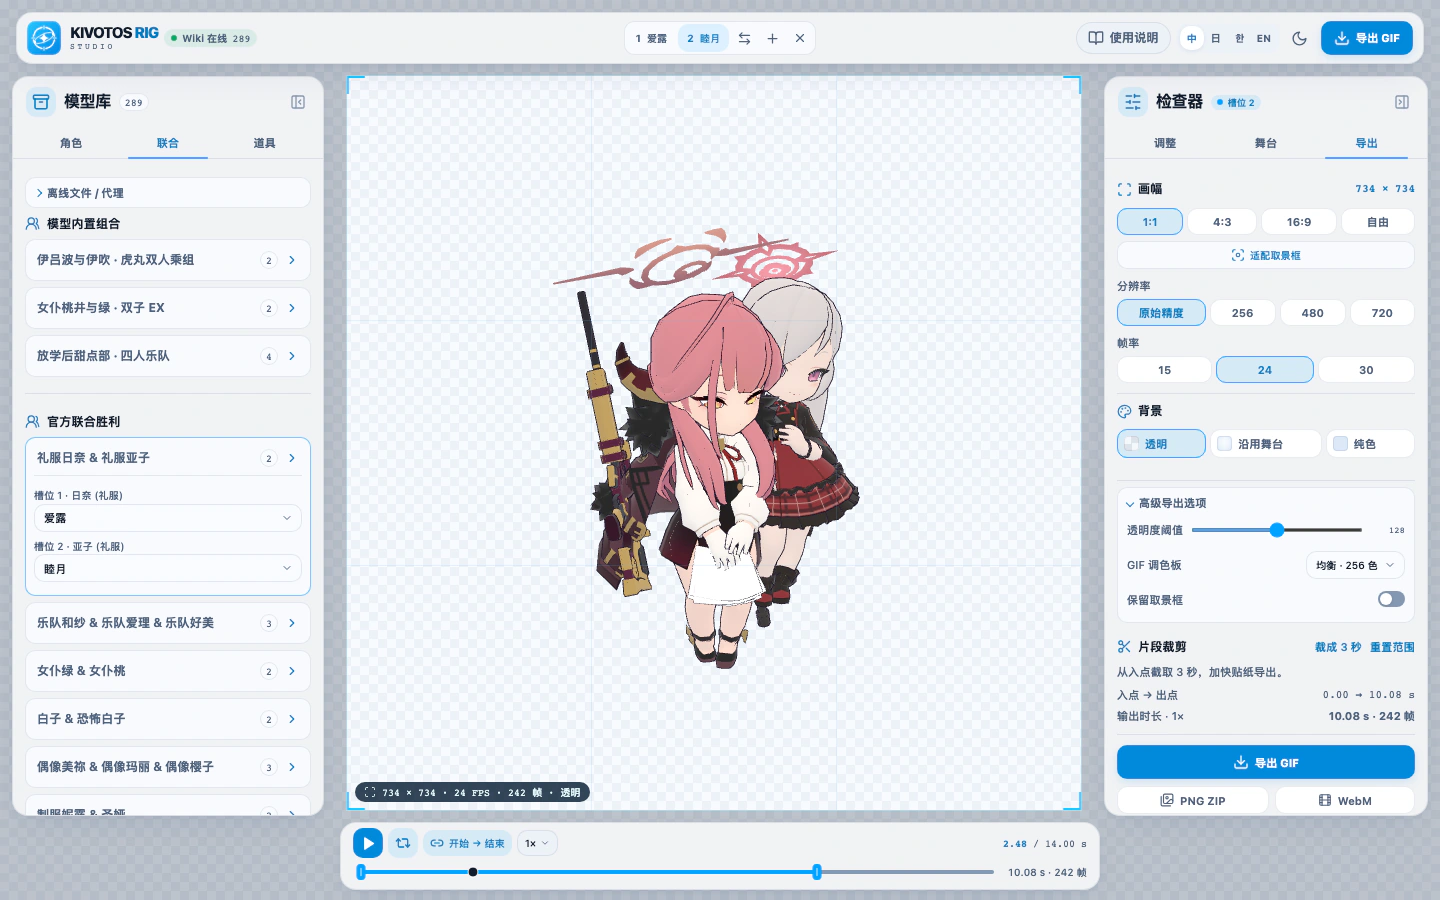 KIVOTOS RIG
STUDIO
Wiki 在线 289
1 爱露
2 睦月
使用说明
中 日 한 EN
导出 GIF
模型库 289
角色 联合 道具
离线文件 / 代理
模型内置组合
伊吕波与伊吹 · 虎丸双人乘组 2
女仆桃井与绿 · 双子 EX 2
放学后甜点部 · 四人乐队 4
官方联合胜利
礼服日奈 & 礼服亚子 2
槽位 1 · 日奈 (礼服)
爱露
槽位 2 · 亚子 (礼服)
睦月
乐队和纱 & 乐队爱理 & 乐队好美 3
女仆绿 & 女仆桃 2
白子 & 恐怖白子 2
偶像美祢 & 偶像玛丽 & 偶像樱子 3
734 × 734 · 24 FPS · 242 帧 · 透明
开始 → 结束
1×
2.48 / 14.00 s
10.08 s · 242 帧
检查器 槽位 2
调整 舞台 导出
画幅 734 × 734
1:1 4:3 16:9 自由
适配取景框
分辨率
原始精度 256 480 720
帧率
15 24 30
背景
透明 沿用舞台 纯色
高级导出选项
透明度阈值 128
GIF 调色板 均衡 · 256 色
保留取景框
片段裁剪 裁成 3 秒 重置范围
从入点截取 3 秒，加快贴纸导出。
入点 → 出点 0.00 → 10.08 s
输出时长 · 1× 10.08 s · 242 帧
导出 GIF
PNG ZIP WebM